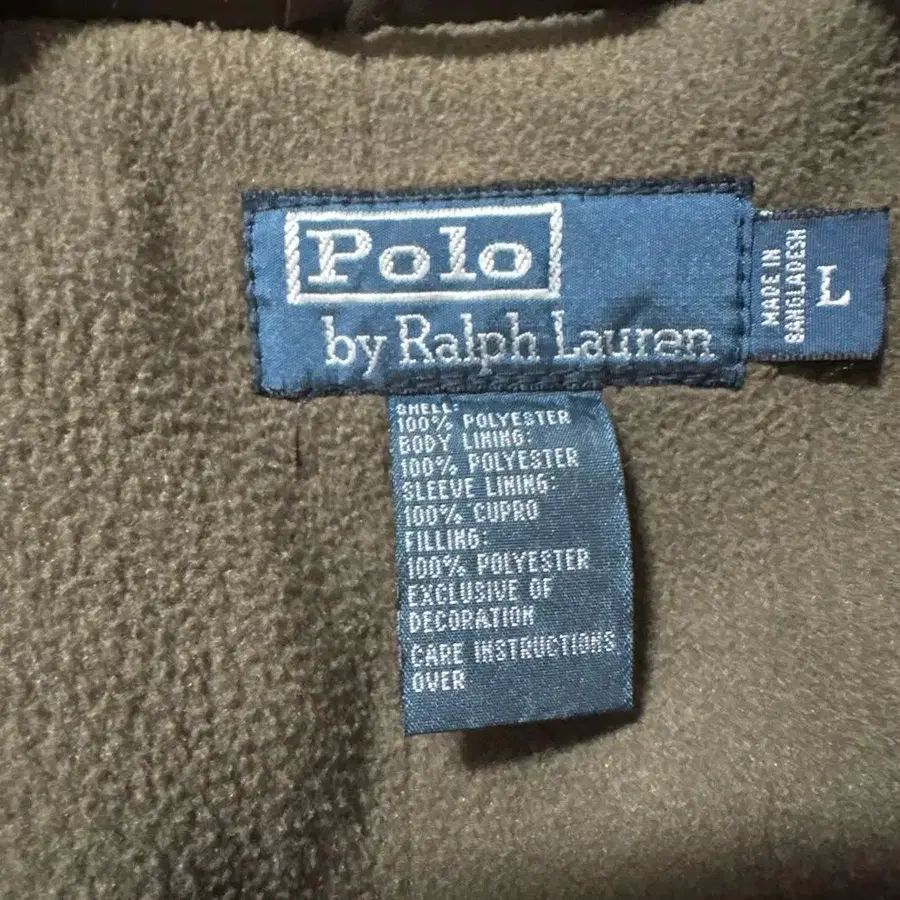 Polo
by Ralph Lauren
MADE IN
BANGLADESH
L
SHELL:
100% POLYESTER
BODY LINING:
100% POLYESTER
SLEEVE LINING:
100% CUPRO
FILLING:
100% POLYESTER
EXCLUSIVE OF
DECORATION
CARE INSTRUCTIONS
OVER